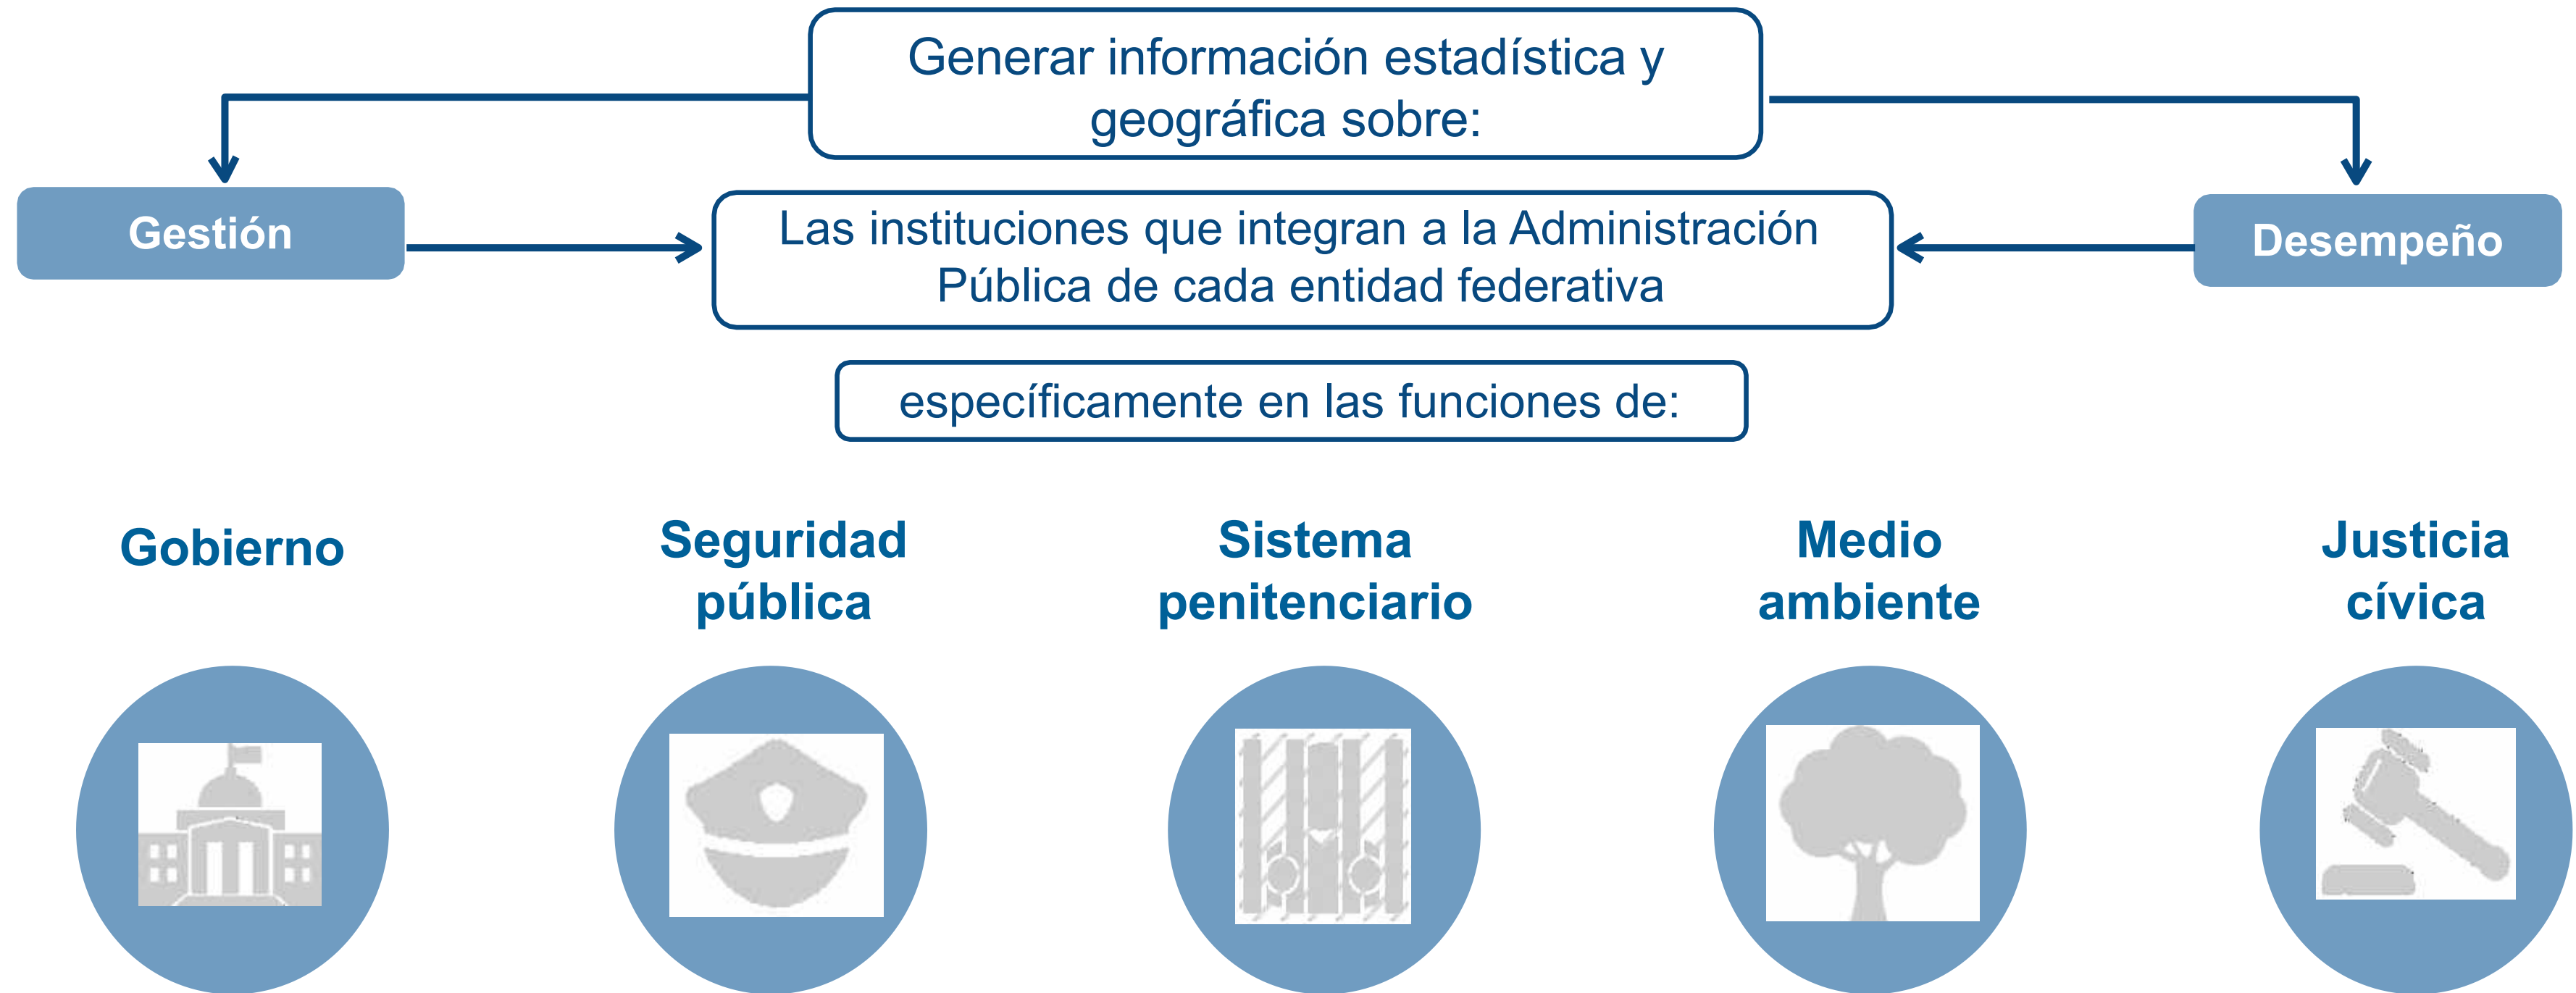 Generar información estadística y
geográfica sobre:
Gestión
Las instituciones que integran a la Administración
Pública de cada entidad federativa
Desempeño
específicamente en las funciones de:
Gobierno
Seguridad
pública
Sistema
penitenciario
Medio
ambiente
Justicia
cívica